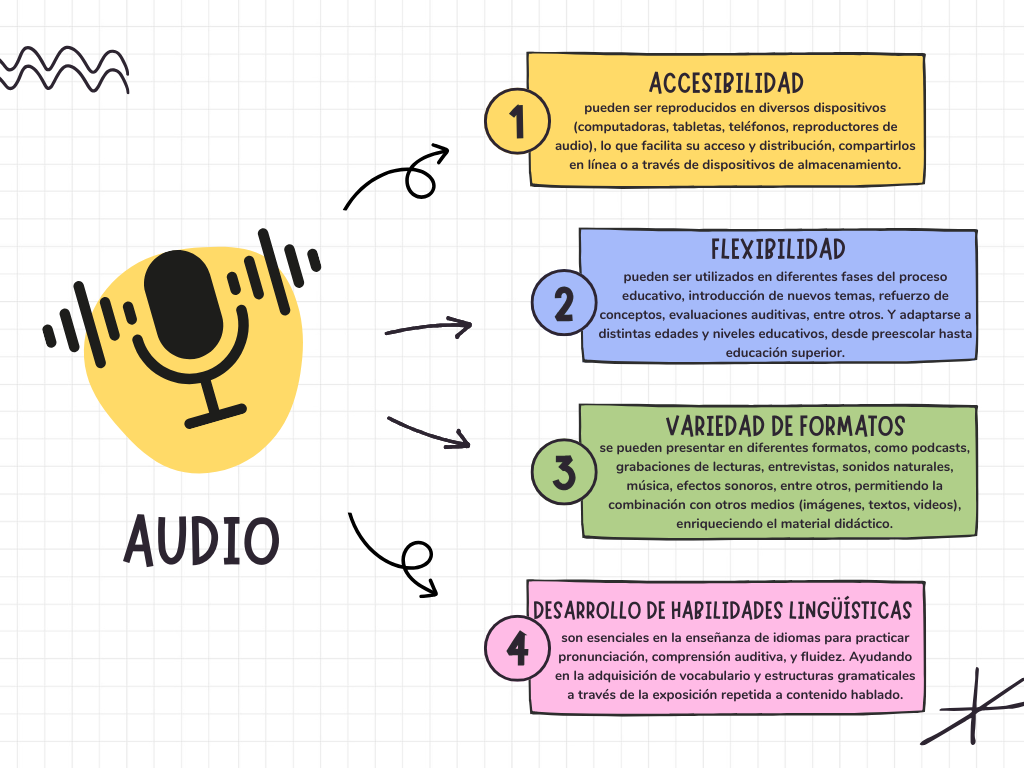 1
ACCESIBILIDAD
pueden ser reproducidos en diversos dispositivos
(computadoras, tabletas, teléfonos, reproductores de
audio), lo que facilita su acceso y distribución, compartirlos
en línea o a través de dispositivos de almacenamiento.
2
FLEXIBILIDAD
pueden ser utilizados en diferentes fases del proceso
educativo, introducción de nuevos temas, refuerzo de
conceptos, evaluaciones auditivas, entre otros. Y adaptarse a
distintas edades y niveles educativos, desde preescolar hasta
educación superior.
3
VARIEDAD DE FORMATOS
se pueden presentar en diferentes formatos, como podcasts,
grabaciones de lecturas, entrevistas, sonidos naturales,
música, efectos sonoros, entre otros, permitiendo la
combinación con otros medios (imágenes, textos, videos),
enriqueciendo el material didáctico.
AUDIO
4
DESARROLLO DE HABILIDADES LINGÜÍSTICAS
son esenciales en la enseñanza de idiomas para practicar
pronunciación, comprensión auditiva, y fluidez. Ayudando
en la adquisición de vocabulario y estructuras gramaticales
a través de la exposición repetida a contenido hablado.